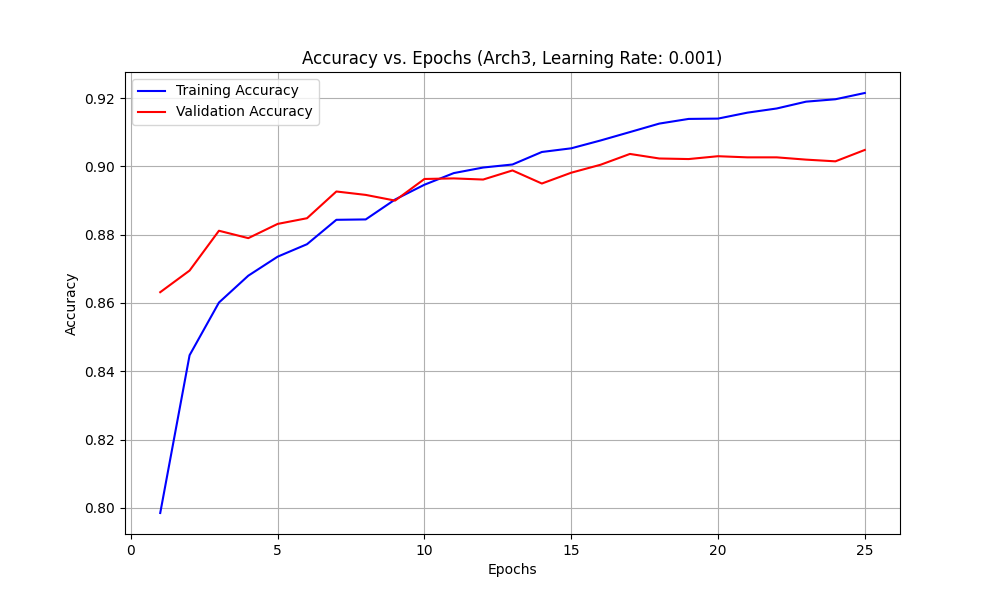 Accuracy vs. Epochs (Arch3, Learning Rate: 0.001)
Training Accuracy
Validation Accuracy
Accuracy
0.92
0.90
0.88
0.86
0.84
0.82
0.80
0 5 10 15 20 25
Epochs